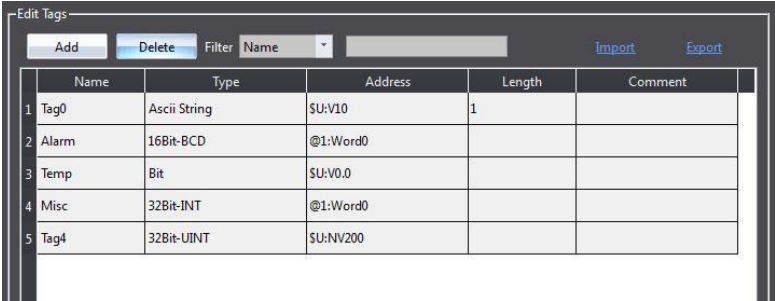 Edit Tags
Add Delete Filter Name Import Export
Name Type Address Length Comment
1 Tag0 Ascii String $U:V10 1
2 Alarm 16Bit-BCD @1:Word0
3 Temp Bit $U:V0.0
4 Misc 32Bit-INT @1:Word0
5 Tag4 32Bit-UINT $U:NV200